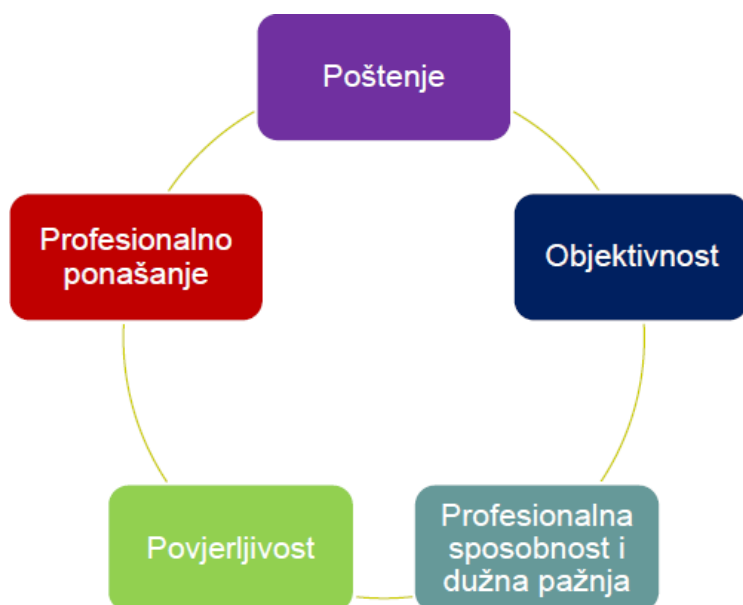 Poštenje
Objektivnost
Profesionalna
sposobnost i
dužna pažnja
Povjerljivost
Profesionalno
ponašanje